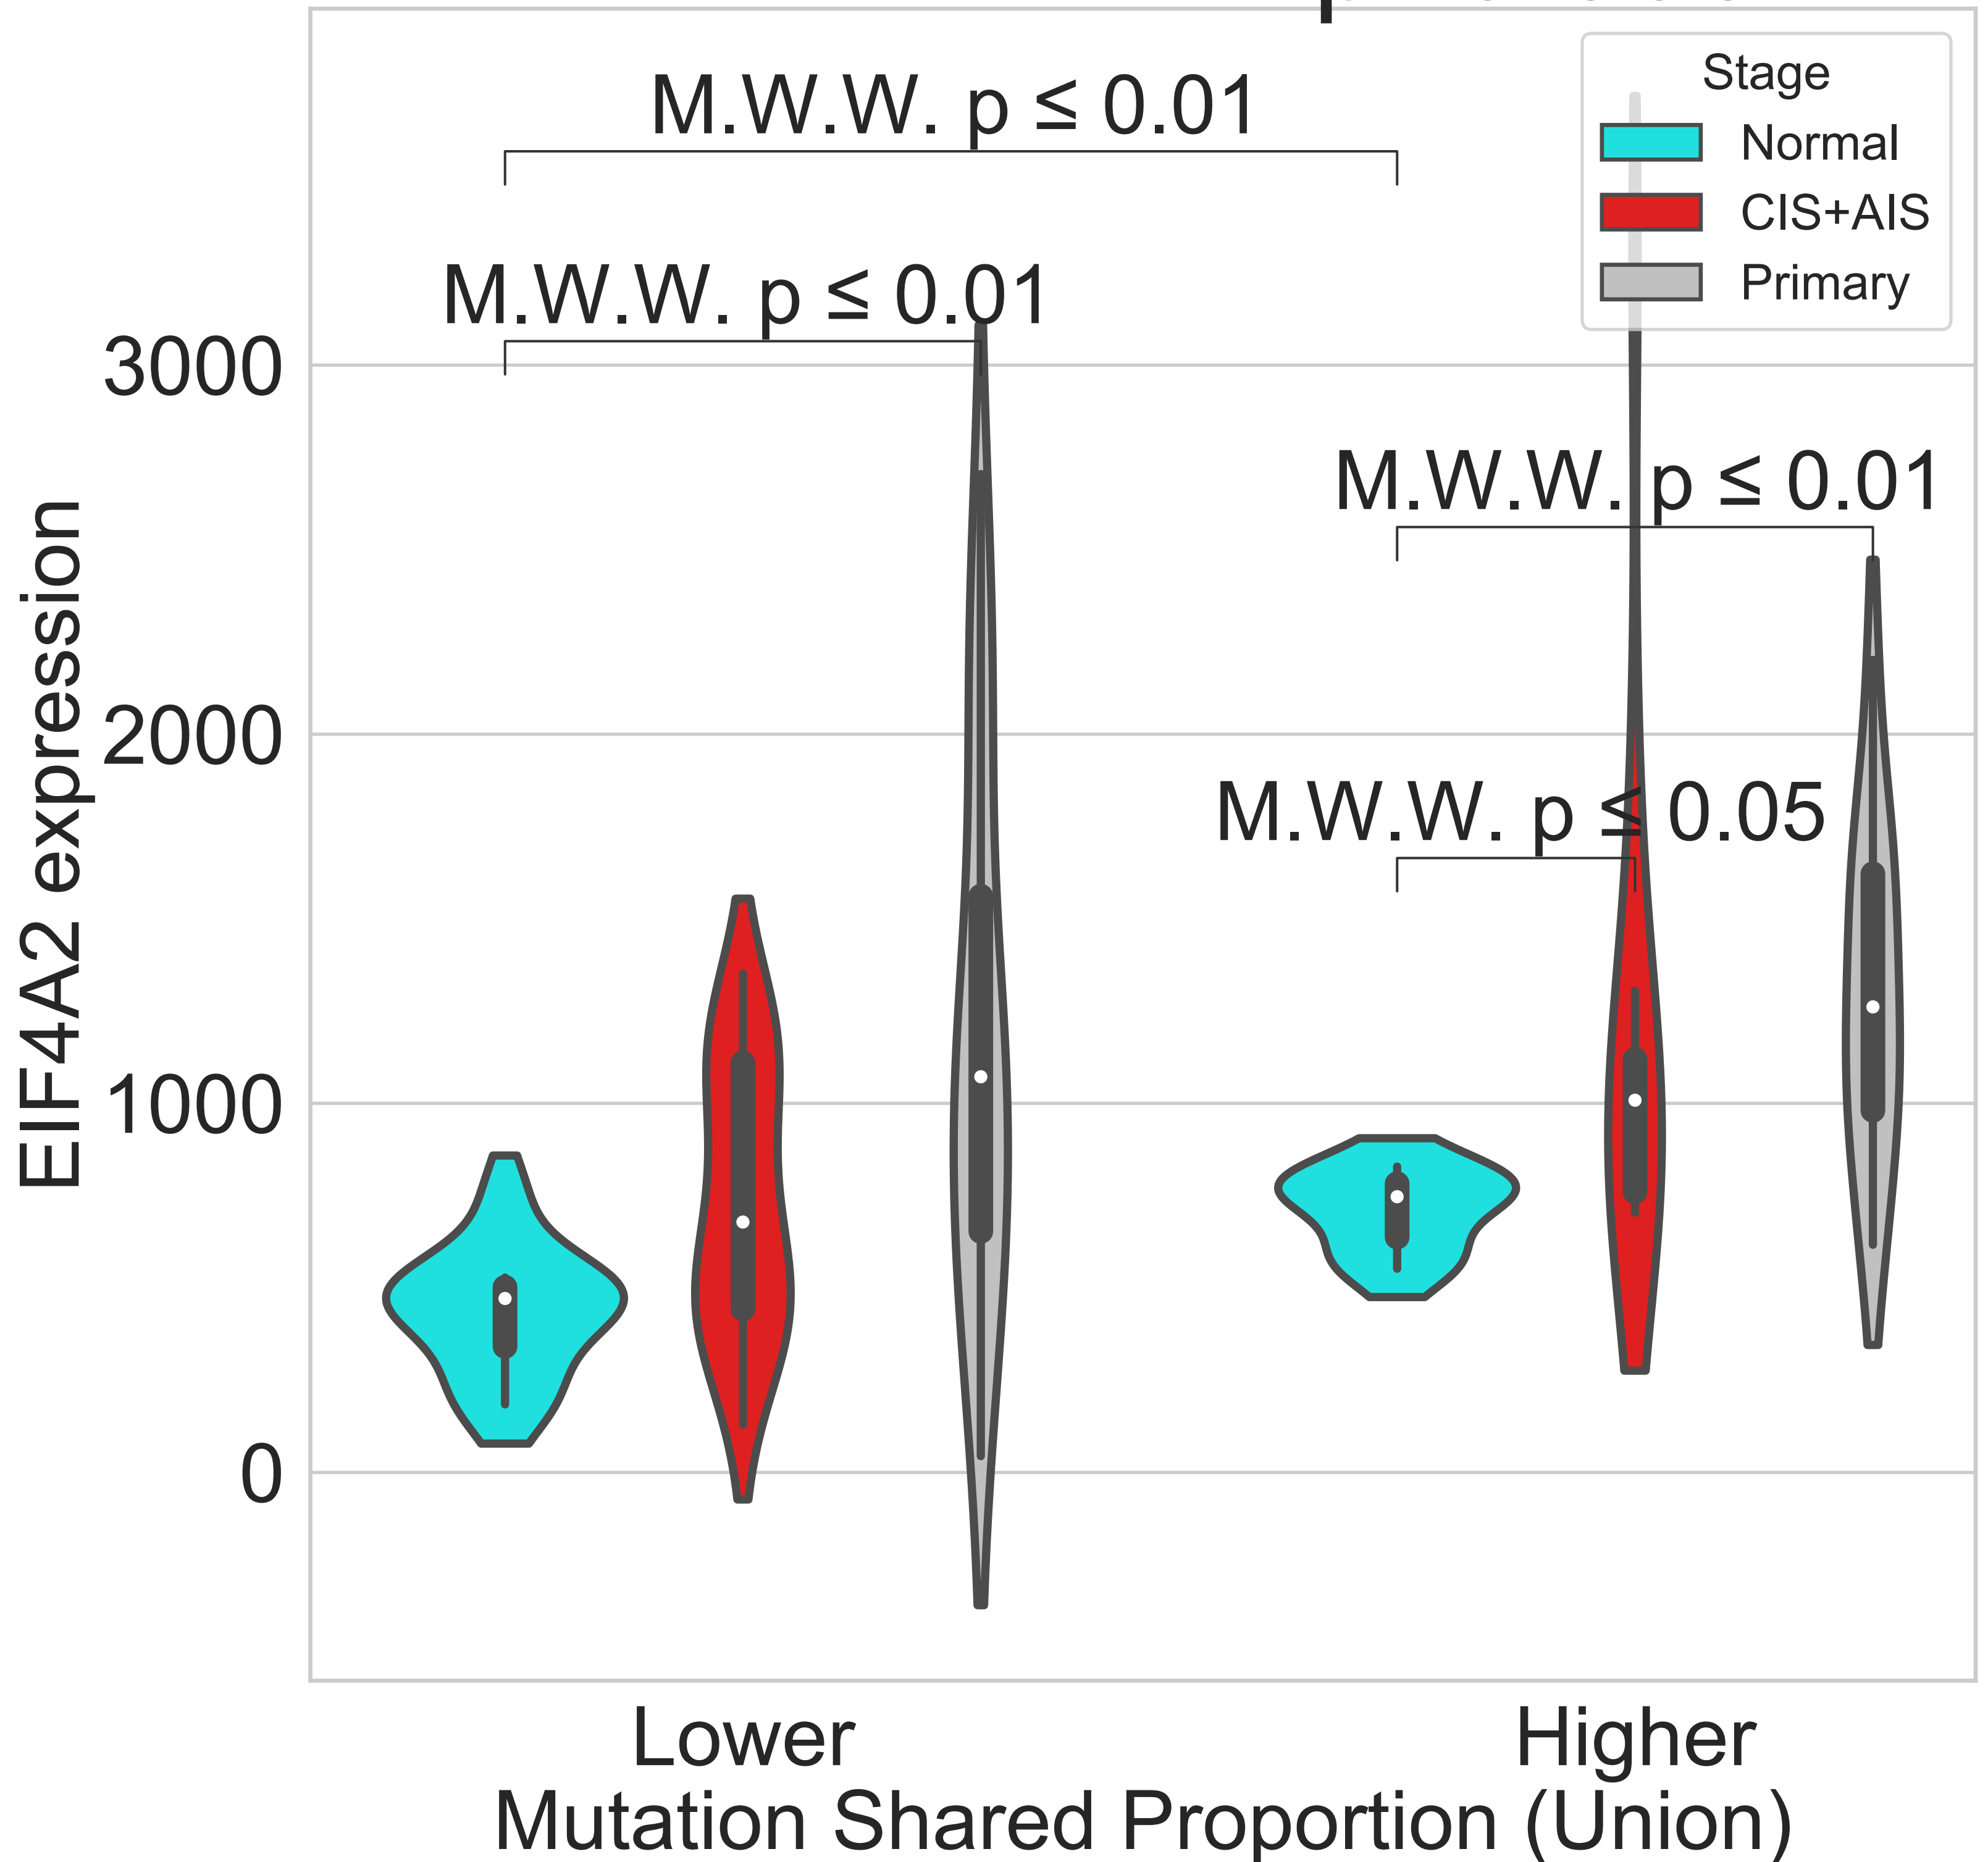 M.W.W. p ≤ 0.01
Stage
Normal
CIS+AIS
Primary
M.W.W. p ≤ 0.01
3000
M.W.W. p ≤ 0.01
2000
M.W.W. p ≤ 0.05
1000
0
EIF4A2 expression
Lower
Higher
Mutation Shared Proportion (Union)